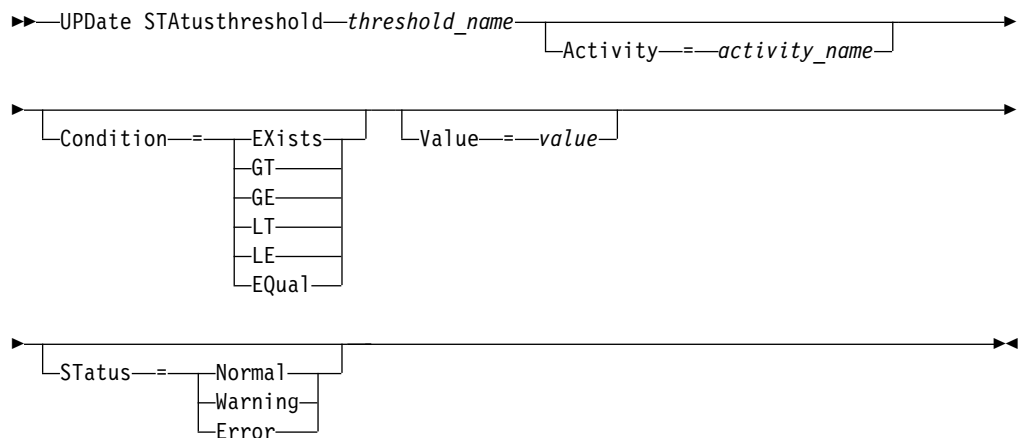 UPDate STAtusthreshold threshold_name
Activity = activity_name
Condition = EXists Value = value
GT
GE
LT
LE
EQual
STatus = Normal
Warning
Error